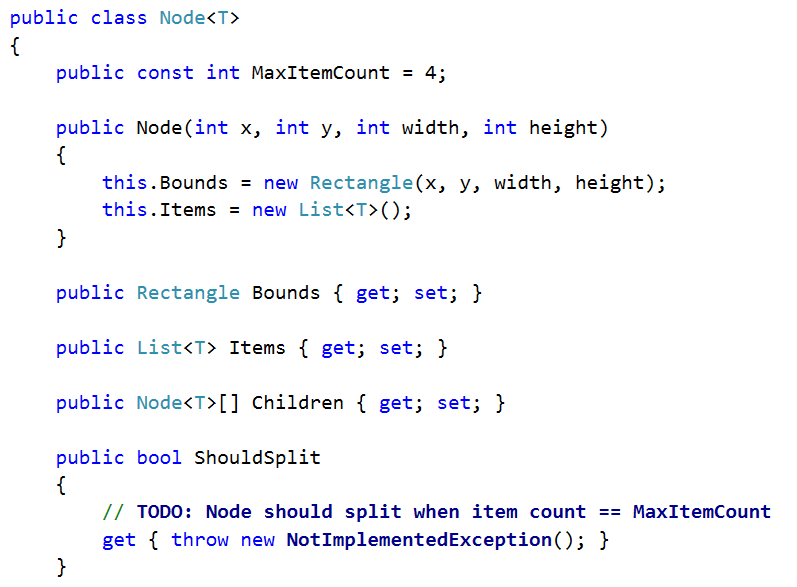 public class Node<T>
{
    public const int MaxItemCount = 4;

    public Node(int x, int y, int width, int height)
    {
        this.Bounds = new Rectangle(x, y, width, height);
        this.Items = new List<T>();
    }

    public Rectangle Bounds { get; set; }

    public List<T> Items { get; set; }

    public Node<T>[] Children { get; set; }

    public bool ShouldSplit
    {
        // TODO: Node should split when item count == MaxItemCount
        get { throw new NotImplementedException(); }
    }